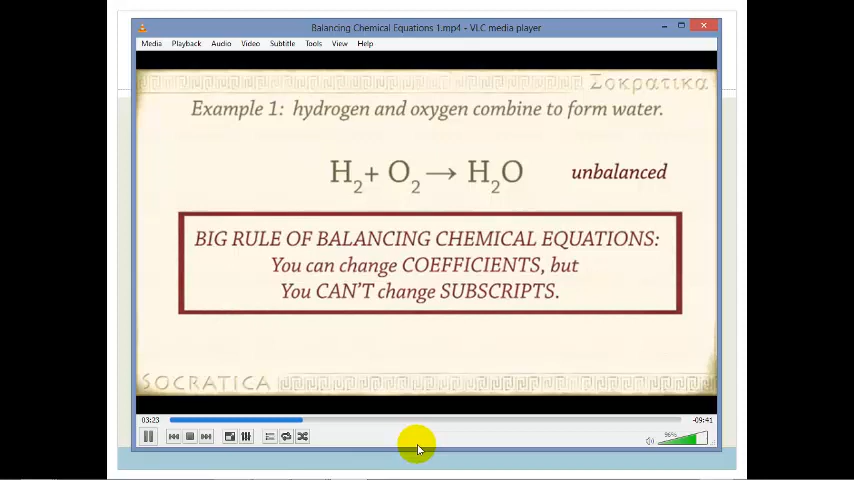 Balancing Chemical Equations 1.mp4 - VLC media player
Media Playback Audio Video Subtitle Tools View Help
Σοκρατικα
Example 1: hydrogen and oxygen combine to form water.
H₂+ O₂ → H₂O unbalanced
BIG RULE OF BALANCING CHEMICAL EQUATIONS:
You can change COEFFICIENTS, but
You CAN'T change SUBSCRIPTS.
SOCRATICA
03:23 -09:41
96%